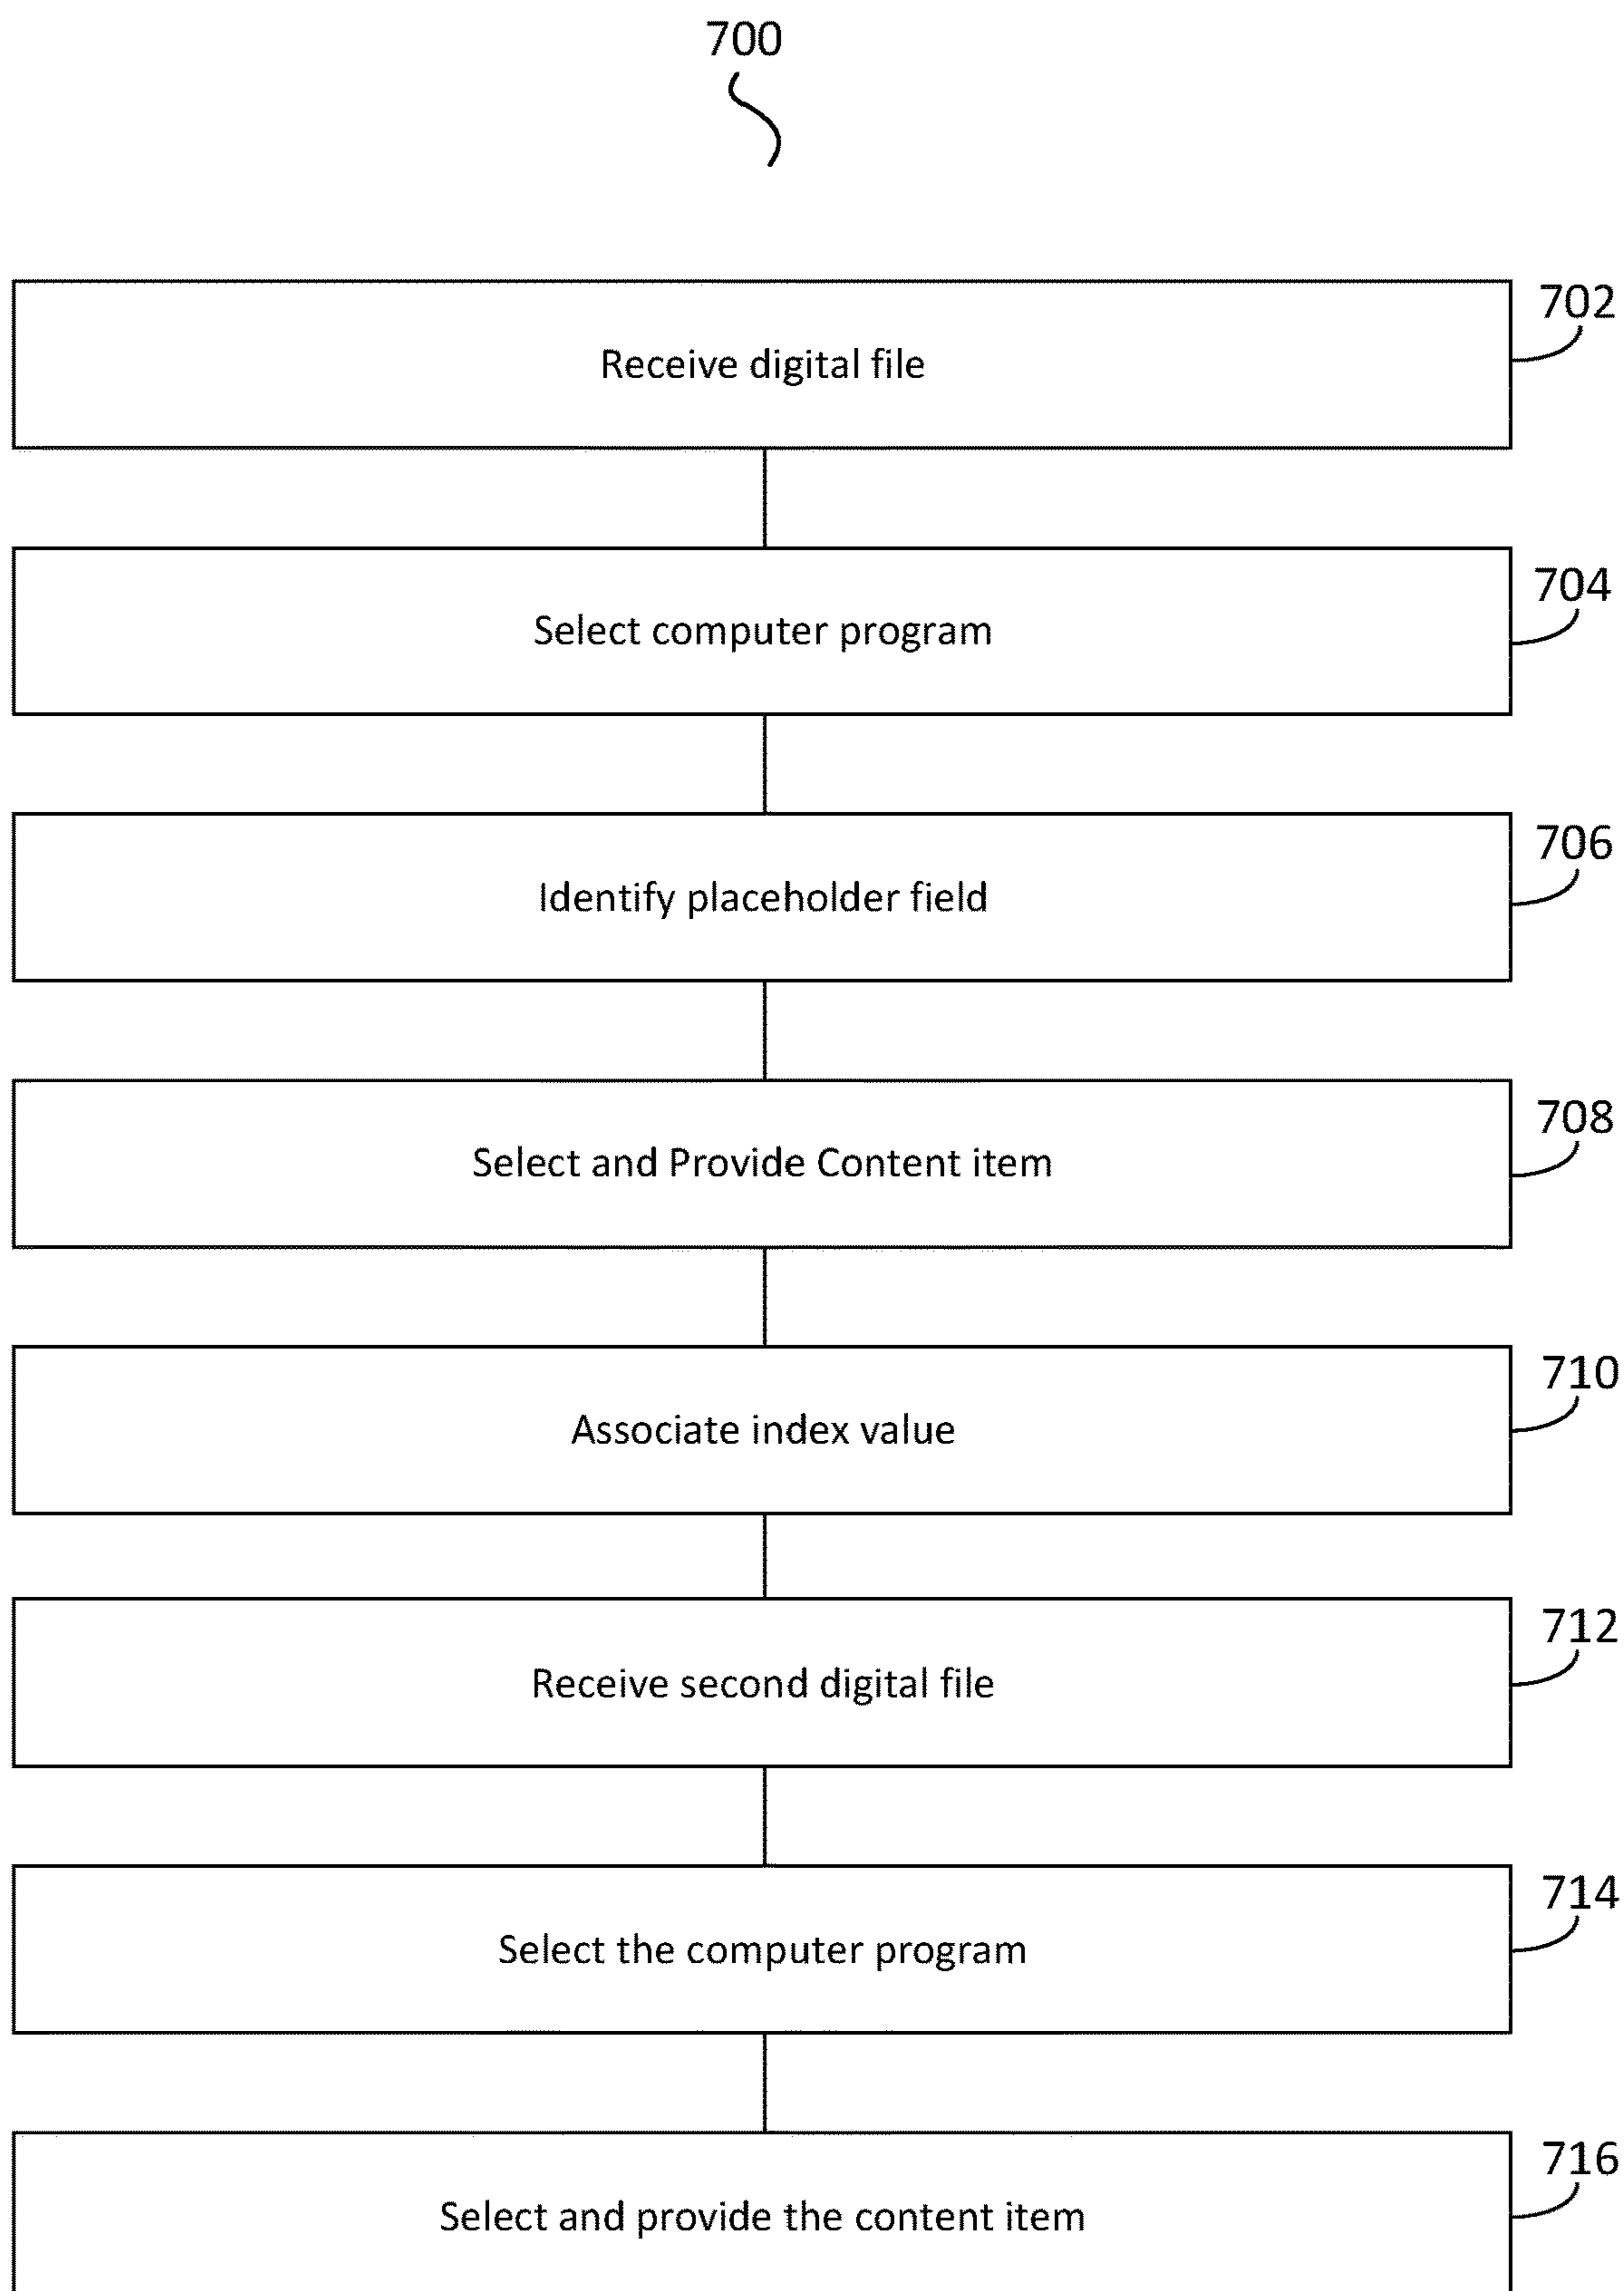 700
702
Receive digital file
704
Select computer program
706
Identify placeholder field
708
Select and Provide Content item
710
Associate index value
712
Receive second digital file
714
Select the computer program
716
Select and provide the content item